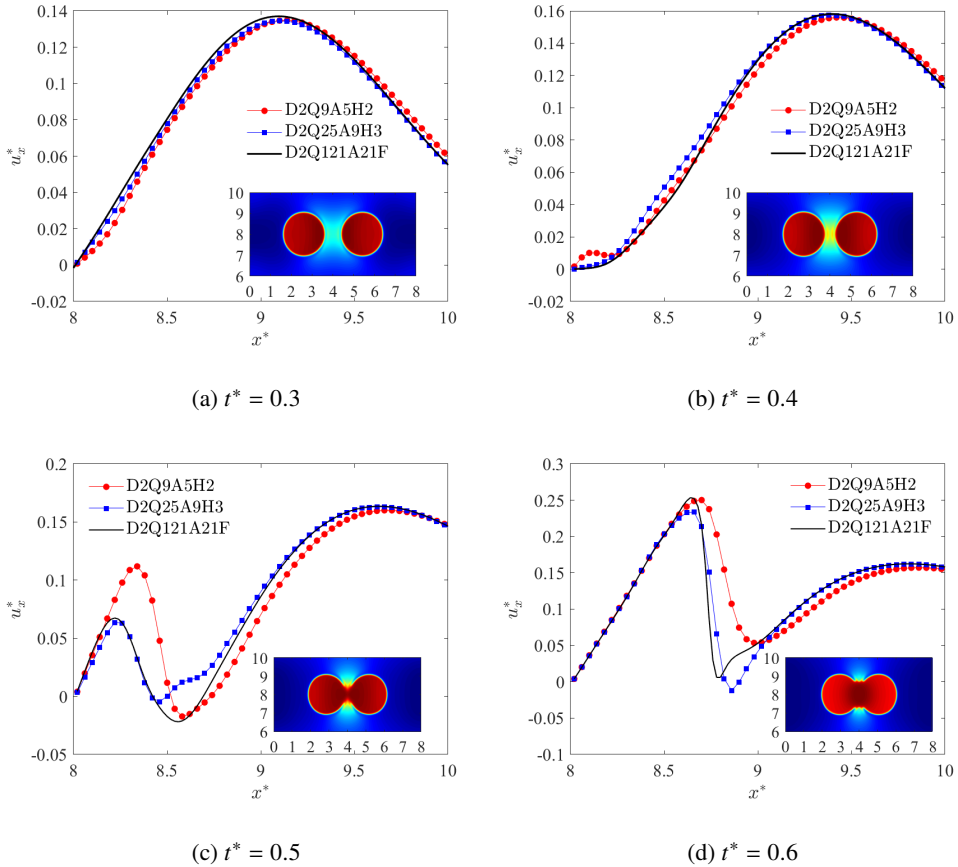 0.14
0.12
0.1
0.08
0.06
0.04
0.02
0
-0.02
u*x
D2Q9A5H2
D2Q25A9H3
D2Q121A21F
10
9
8
7
6
0 1 2 3 4 5 6 7 8
8 8.5 9 9.5 10
x*
(a) t* = 0.3
0.16
0.14
0.12
0.1
0.08
0.06
0.04
0.02
0
-0.02
u*x
D2Q9A5H2
D2Q25A9H3
D2Q121A21F
10
9
8
7
6
0 1 2 3 4 5 6 7 8
8 8.5 9 9.5 10
x*
(b) t* = 0.4
0.2
0.15
0.1
0.05
0
-0.05
u*x
D2Q9A5H2
D2Q25A9H3
D2Q121A21F
10
9
8
7
6
0 1 2 3 4 5 6 7 8
8 8.5 9 9.5 10
x*
(c) t* = 0.5
0.3
0.25
0.2
0.15
0.1
0.05
0
-0.05
-0.1
u*x
D2Q9A5H2
D2Q25A9H3
D2Q121A21F
10
9
8
7
6
0 1 2 3 4 5 6 7 8
8 8.5 9 9.5 10
x*
(d) t* = 0.6